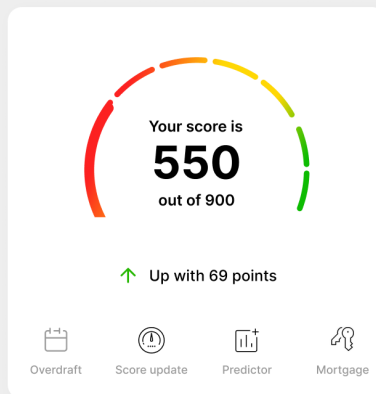 Your score is
550
out of 900
Up with 69 points
Overdraft
Score update
Predictor
Mortgage